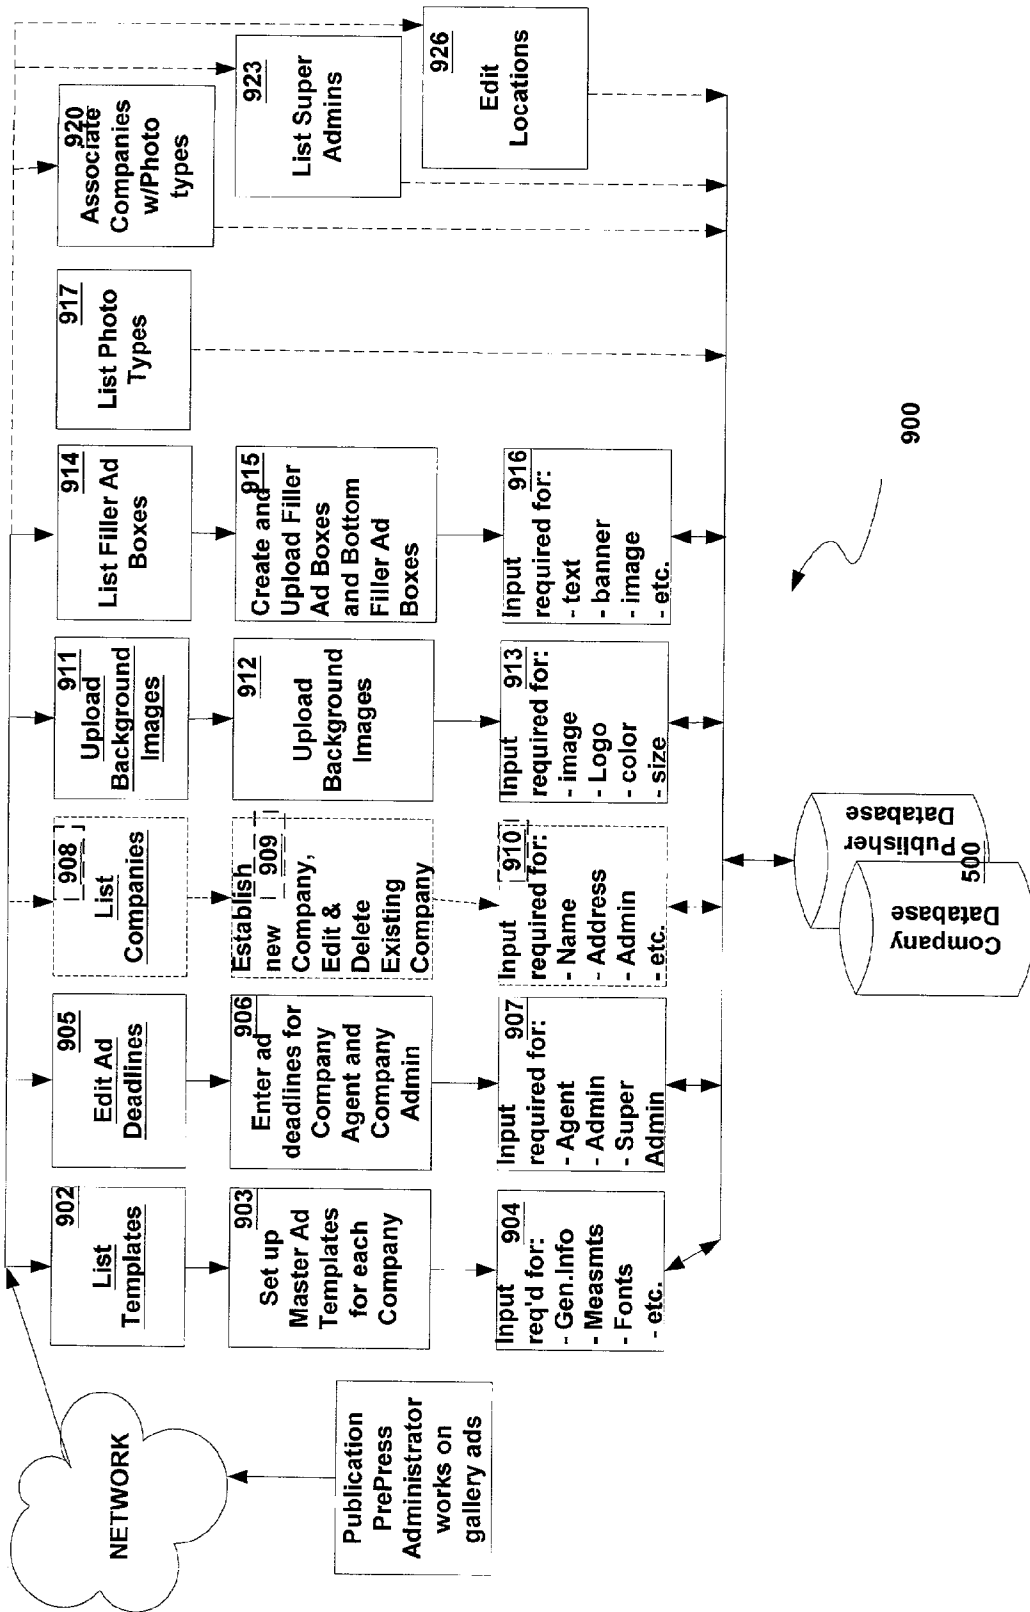 NETWORK
Publication
PrePress
Administrator
works on
gallery ads
902
List
Templates
903
Set up
Master Ad
Templates
for each
Company
904
Input
req'd for:
- Gen.Info
- Measmts
- Fonts
- etc.
905
Edit Ad
Deadlines
906
Enter ad
deadlines for
Company
Agent and
Company
Admin
907
Input
required for:
- Agent
- Admin
- Super
Admin
908
List
Companies
Establish
new 909
Company,
Edit &
Delete
Existing
Company
910
Input
required for:
- Name
- Address
- Admin
- etc.
911
Upload
Background
Images
912
Upload
Background
Images
913
Input
required for:
- image
- Logo
- color
- size
914
List Filler Ad
Boxes
915
Create and
Upload Filler
Ad Boxes
and Bottom
Filler Ad
Boxes
916
Input
required for:
- text
- banner
- image
- etc.
917
List Photo
Types
920
Associate
Companies
w/Photo
types
923
List Super
Admins
926
Edit
Locations
Publisher
Database
500
Company
Database
900